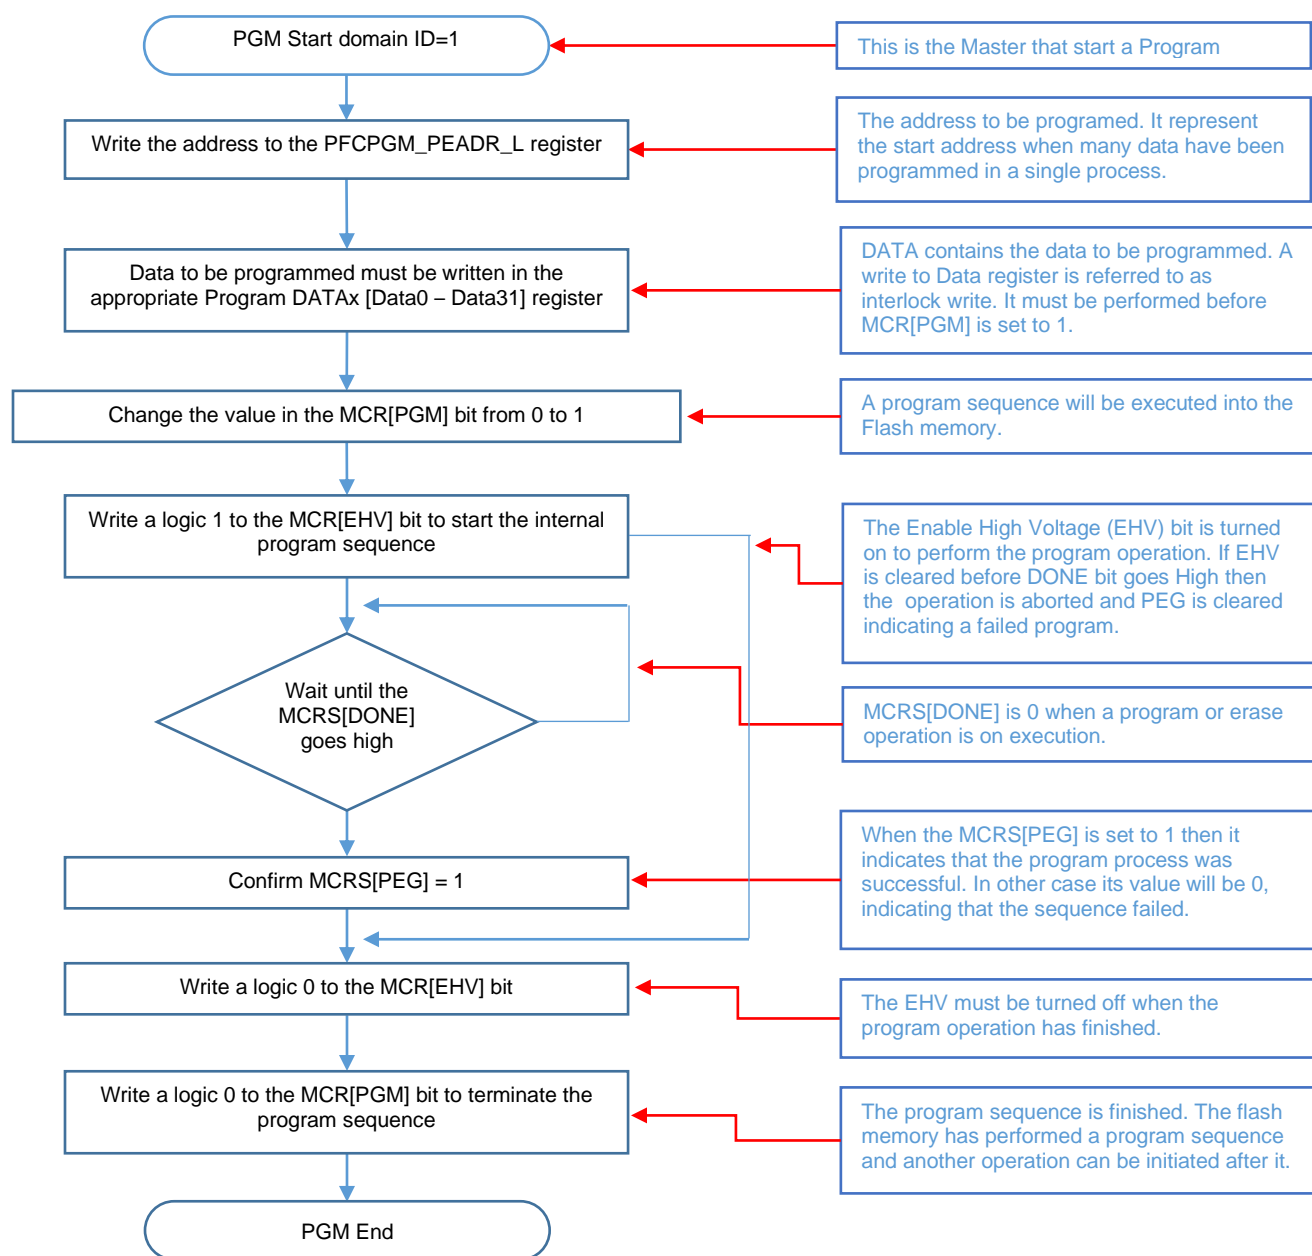 PGM Start domain ID=1
This is the Master that start a Program
Write the address to the PFCPGM_PEADR_L register
The address to be programed. It represent
the start address when many data have been
programmed in a single process.
Data to be programmed must be written in the
appropriate Program DATAx [Data0 – Data31] register
DATA contains the data to be programmed. A
write to Data register is referred to as
interlock write. It must be performed before
MCR[PGM] is set to 1.
Change the value in the MCR[PGM] bit from 0 to 1
A program sequence will be executed into the
Flash memory.
Write a logic 1 to the MCR[EHV] bit to start the internal
program sequence
The Enable High Voltage (EHV) bit is turned
on to perform the program operation. If EHV
is cleared before DONE bit goes High then
the operation is aborted and PEG is cleared
indicating a failed program.
Wait until the
MCRS[DONE]
goes high
MCRS[DONE] is 0 when a program or erase
operation is on execution.
Confirm MCRS[PEG] = 1
When the MCRS[PEG] is set to 1 then it
indicates that the program process was
successful. In other case its value will be 0,
indicating that the sequence failed.
Write a logic 0 to the MCR[EHV] bit
The EHV must be turned off when the
program operation has finished.
Write a logic 0 to the MCR[PGM] bit to terminate the
program sequence
The program sequence is finished. The flash
memory has performed a program sequence
and another operation can be initiated after it.
PGM End